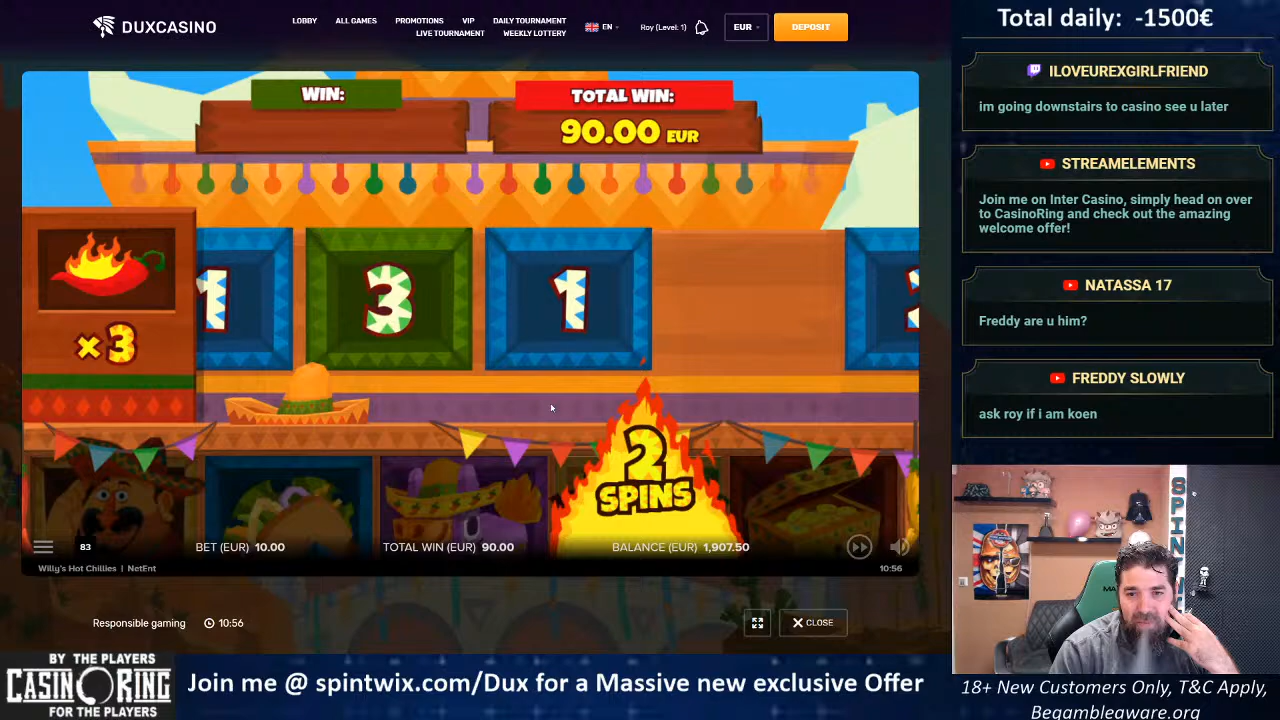 DUXCASINO
LOBBY ALL GAMES PROMOTIONS VIP DAILY TOURNAMENT
LIVE TOURNAMENT WEEKLY LOTTERY
EN
Roy (Level: 1)
EUR
DEPOSIT
WIN:
TOTAL WIN:
90.00 EUR
×3
1
3
1
2 SPINS
83
BET (EUR) 10.00
TOTAL WIN (EUR) 90.00
BALANCE (EUR) 1,907.50
Willy's Hot Chillies | NetEnt
10:56
Responsible gaming
10:56
CLOSE
Total daily: -1500€
ILOVEUREXGIRLFRIEND
im going downstairs to casino see u later
STREAMELEMENTS
Join me on Inter Casino, simply head on over
to CasinoRing and check out the amazing
welcome offer!
NATASSA 17
Freddy are u him?
FREDDY SLOWLY
ask roy if i am koen
SPIN
BY THE PLAYERS
CASINORING
FOR THE PLAYERS
Join me @ spintwix.com/Dux for a Massive new exclusive Offer
18+ New Customers Only, T&C Apply,
Begambleaware.org